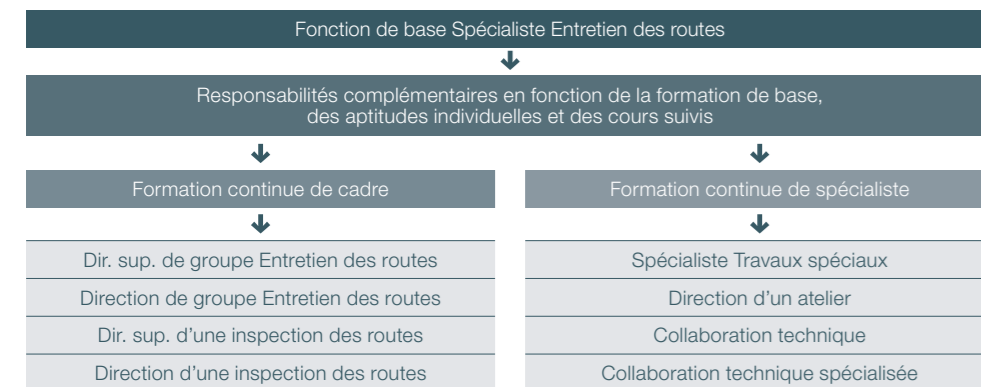 Fonction de base Spécialiste Entretien des routes
Responsabilités complémentaires en fonction de la formation de base,
des aptitudes individuelles et des cours suivis
Formation continue de cadre
Formation continue de spécialiste
Dir. sup. de groupe Entretien des routes
Direction de groupe Entretien des routes
Dir. sup. d’une inspection des routes
Direction d’une inspection des routes
Spécialiste Travaux spéciaux
Direction d’un atelier
Collaboration technique
Collaboration technique spécialisée